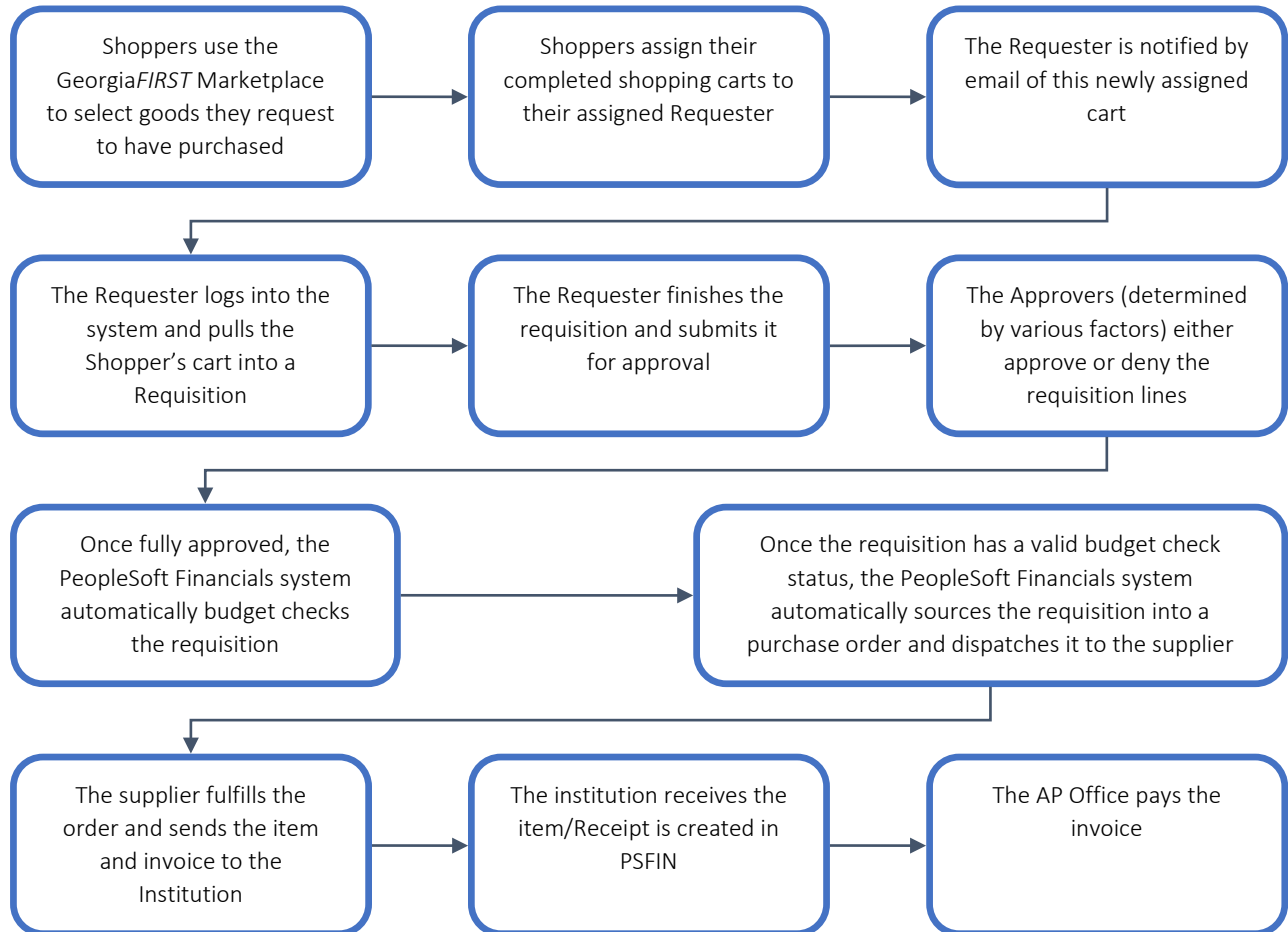 Shoppers use the
GeorgiaFIRST Marketplace
to select goods they request
to have purchased
Shoppers assign their
completed shopping carts to
their assigned Requester
The Requester is notified by
email of this newly assigned
cart
The Requester logs into the
system and pulls the
Shopper’s cart into a
Requisition
The Requester finishes the
requisition and submits it
for approval
The Approvers (determined
by various factors) either
approve or deny the
requisition lines
Once fully approved, the
PeopleSoft Financials system
automatically budget checks
the requisition
Once the requisition has a valid budget check
status, the PeopleSoft Financials system
automatically sources the requisition into a
purchase order and dispatches it to the supplier
The supplier fulfills the
order and sends the item
and invoice to the
Institution
The institution receives the
item/Receipt is created in
PSFIN
The AP Office pays the
invoice